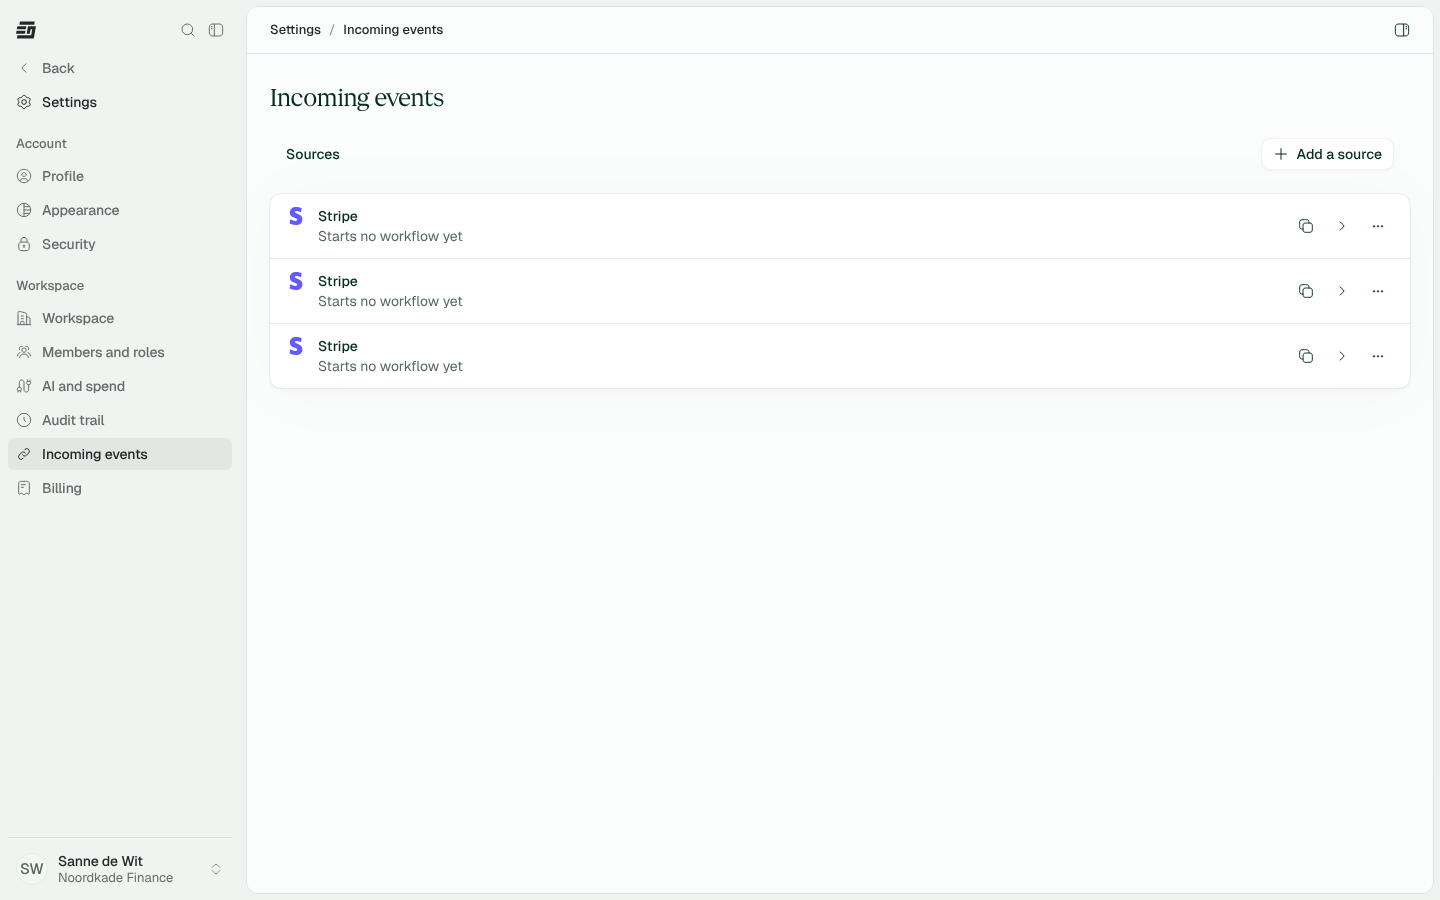 Settings / Incoming events
Back
Settings
Account
Profile
Appearance
Security
Workspace
Workspace
Members and roles
AI and spend
Audit trail
Incoming events
Billing
SW
Sanne de Wit
Noordkade Finance
Incoming events
Sources
Add a source
Stripe
Starts no workflow yet
Stripe
Starts no workflow yet
Stripe
Starts no workflow yet